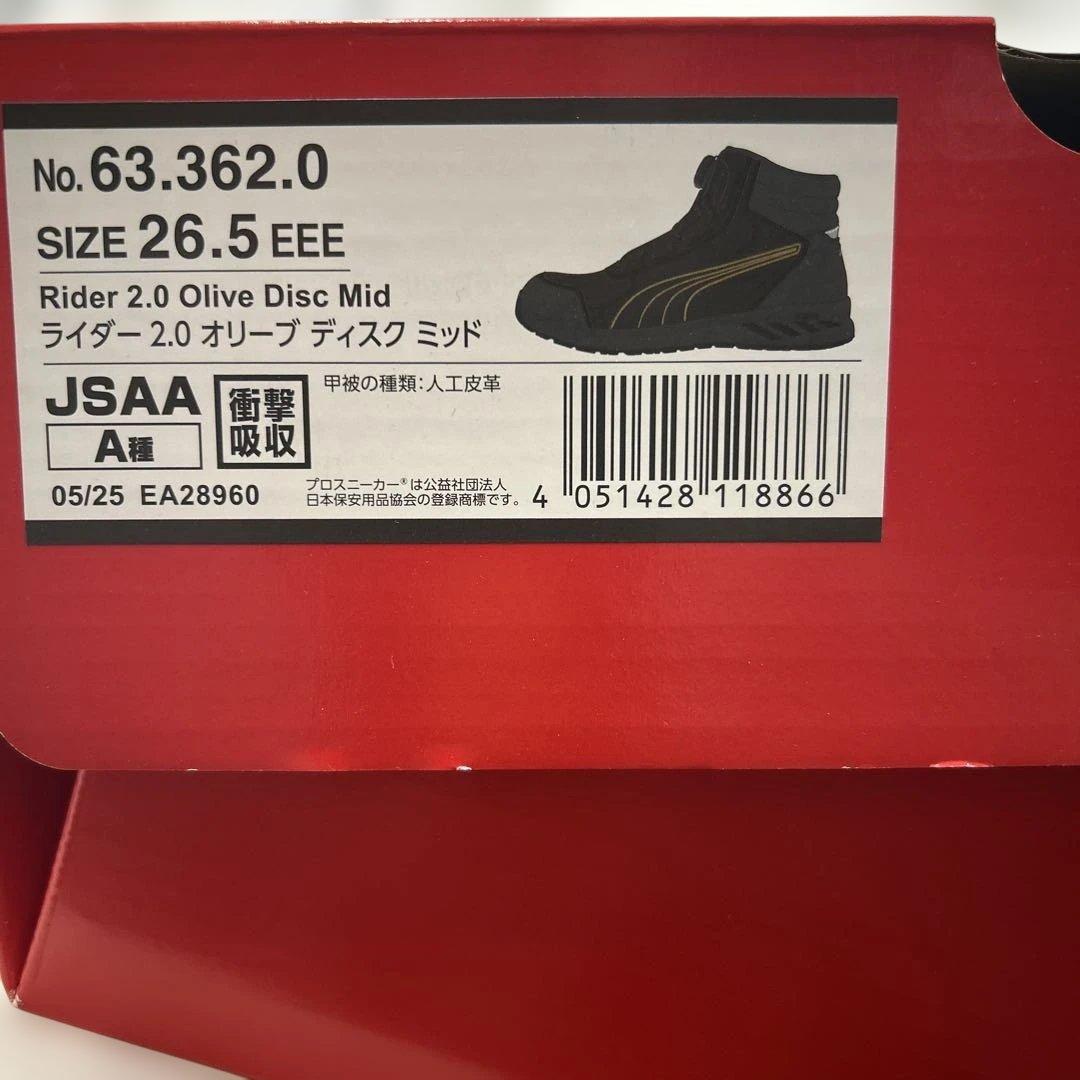 No. 63.362.0
SIZE 26.5 EEE
Rider 2.0 Olive Disc Mid
ライダー 2.0 オリーブ ディスク ミッド
JSAA
A種
衝撃
吸収
甲被の種類:人工皮革
05/25 EA28960
プロスニーカー®は公益社団法人
日本保安用品協会の登録商標です。
4 051428 118866